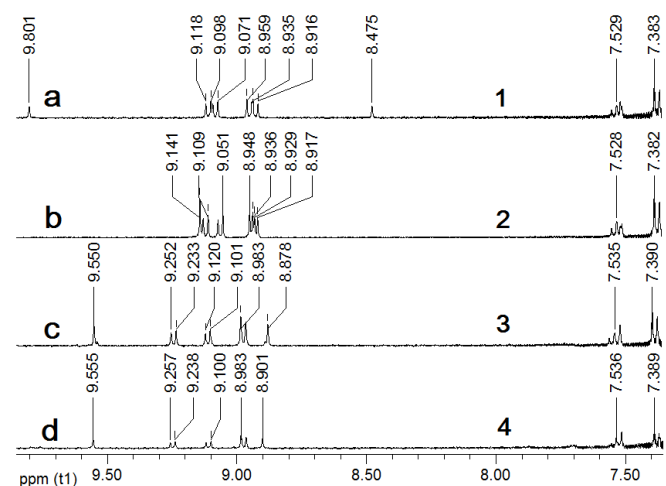 9.801 9.118 9.098 9.071 8.959 8.935 8.916 8.475 7.529 7.383
a 1
9.141 9.109 9.051 8.948 8.936 8.929 8.917 7.528 7.382
b 2
9.550 9.252 9.233 9.120 9.101 8.983 8.878 7.535 7.390
c 3
9.555 9.257 9.238 9.100 8.983 8.901 7.536 7.389
d 4
9.50 9.00 8.50 8.00 7.50
ppm (t1)